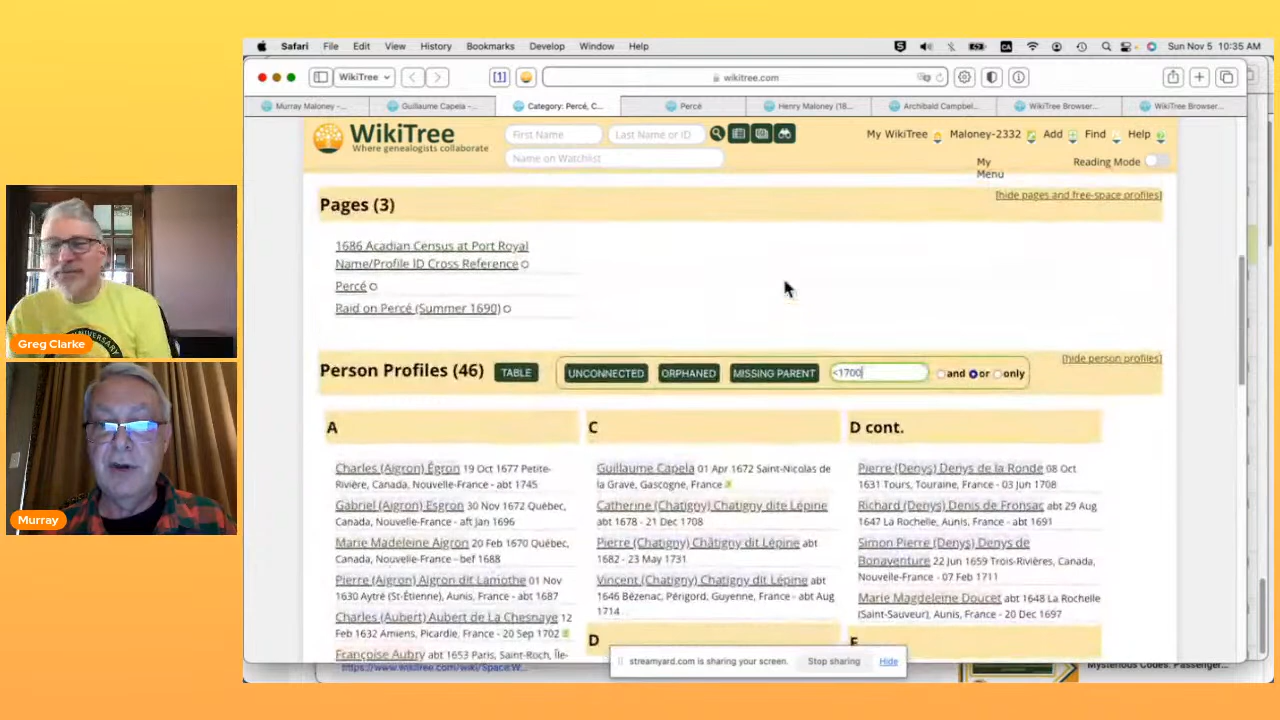 Safari File Edit View History Bookmarks Develop Window Help
Sun Nov 5 10:35 AM
WikiTree
wikitree.com
Murray Maloney -...
Guillaume Capela -...
Category: Percé, C...
Percé
Henry Maloney (18...
Archibald Campbel...
WikiTree Browser...
WikiTree Browser...
WikiTree
Where genealogists collaborate
First Name
Last Name or ID
Name on Watchlist
My WikiTree Maloney-2332 Add Find Help
My
Menu
Reading Mode
Pages (3)
[hide pages and free-space profiles]
1686 Acadian Census at Port Royal
Name/Profile ID Cross Reference
Percé
Raid on Percé (Summer 1690)
Person Profiles (46)
TABLE
UNCONNECTED
ORPHANED
MISSING PARENT
<1700
and or only
[hide person profiles]
A
Charles (Aigron) Égron 19 Oct 1677 Petite-
Rivière, Canada, Nouvelle-France - abt 1745
Gabriel (Aigron) Esgron 30 Nov 1672 Québec,
Canada, Nouvelle-France - aft Jan 1696
Marie Madeleine Aigron 20 Feb 1670 Québec,
Canada, Nouvelle-France - bef 1688
Pierre (Aigron) Aigron dit Lamothe 01 Nov
1630 Aytré (St-Étienne), Aunis, France - abt 1687
Charles (Aubert) Aubert de La Chesnaye 12
Feb 1632 Amiens, Picardie, France - 20 Sep 1702
Françoise Aubry abt 1653 Paris, Saint-Roch, Île-
https://www.wikitree.com/wiki/Space:W...
C
Guillaume Capela 01 Apr 1672 Saint-Nicolas de
la Grave, Gascogne, France
Catherine (Chatigny) Chatigny dite Lépine
abt 1678 - 21 Dec 1708
Pierre (Chatigny) Châtigny dit Lépine abt
1682 - 23 May 1731
Vincent (Chatigny) Chatigny dit Lépine abt
1646 Bézenac, Périgord, Guyenne, France - abt Aug
1714
D
D cont.
Pierre (Denys) Denys de la Ronde 08 Oct
1631 Tours, Touraine, France - 03 Jun 1708
Richard (Denys) Denis de Fronsac abt 29 Aug
1647 La Rochelle, Aunis, France - abt 1691
Simon Pierre (Denys) Denys de
Bonaventure 22 Jun 1659 Trois-Rivières, Canada,
Nouvelle-France - 07 Feb 1711
Marie Magdeleine Doucet abt 1648 La Rochelle
(Saint-Sauveur), Aunis, France - 20 Dec 1697
streamyard.com is sharing your screen.
Stop sharing
Hide
Mysterious Codes: Passenger...
Greg Clarke
Murray